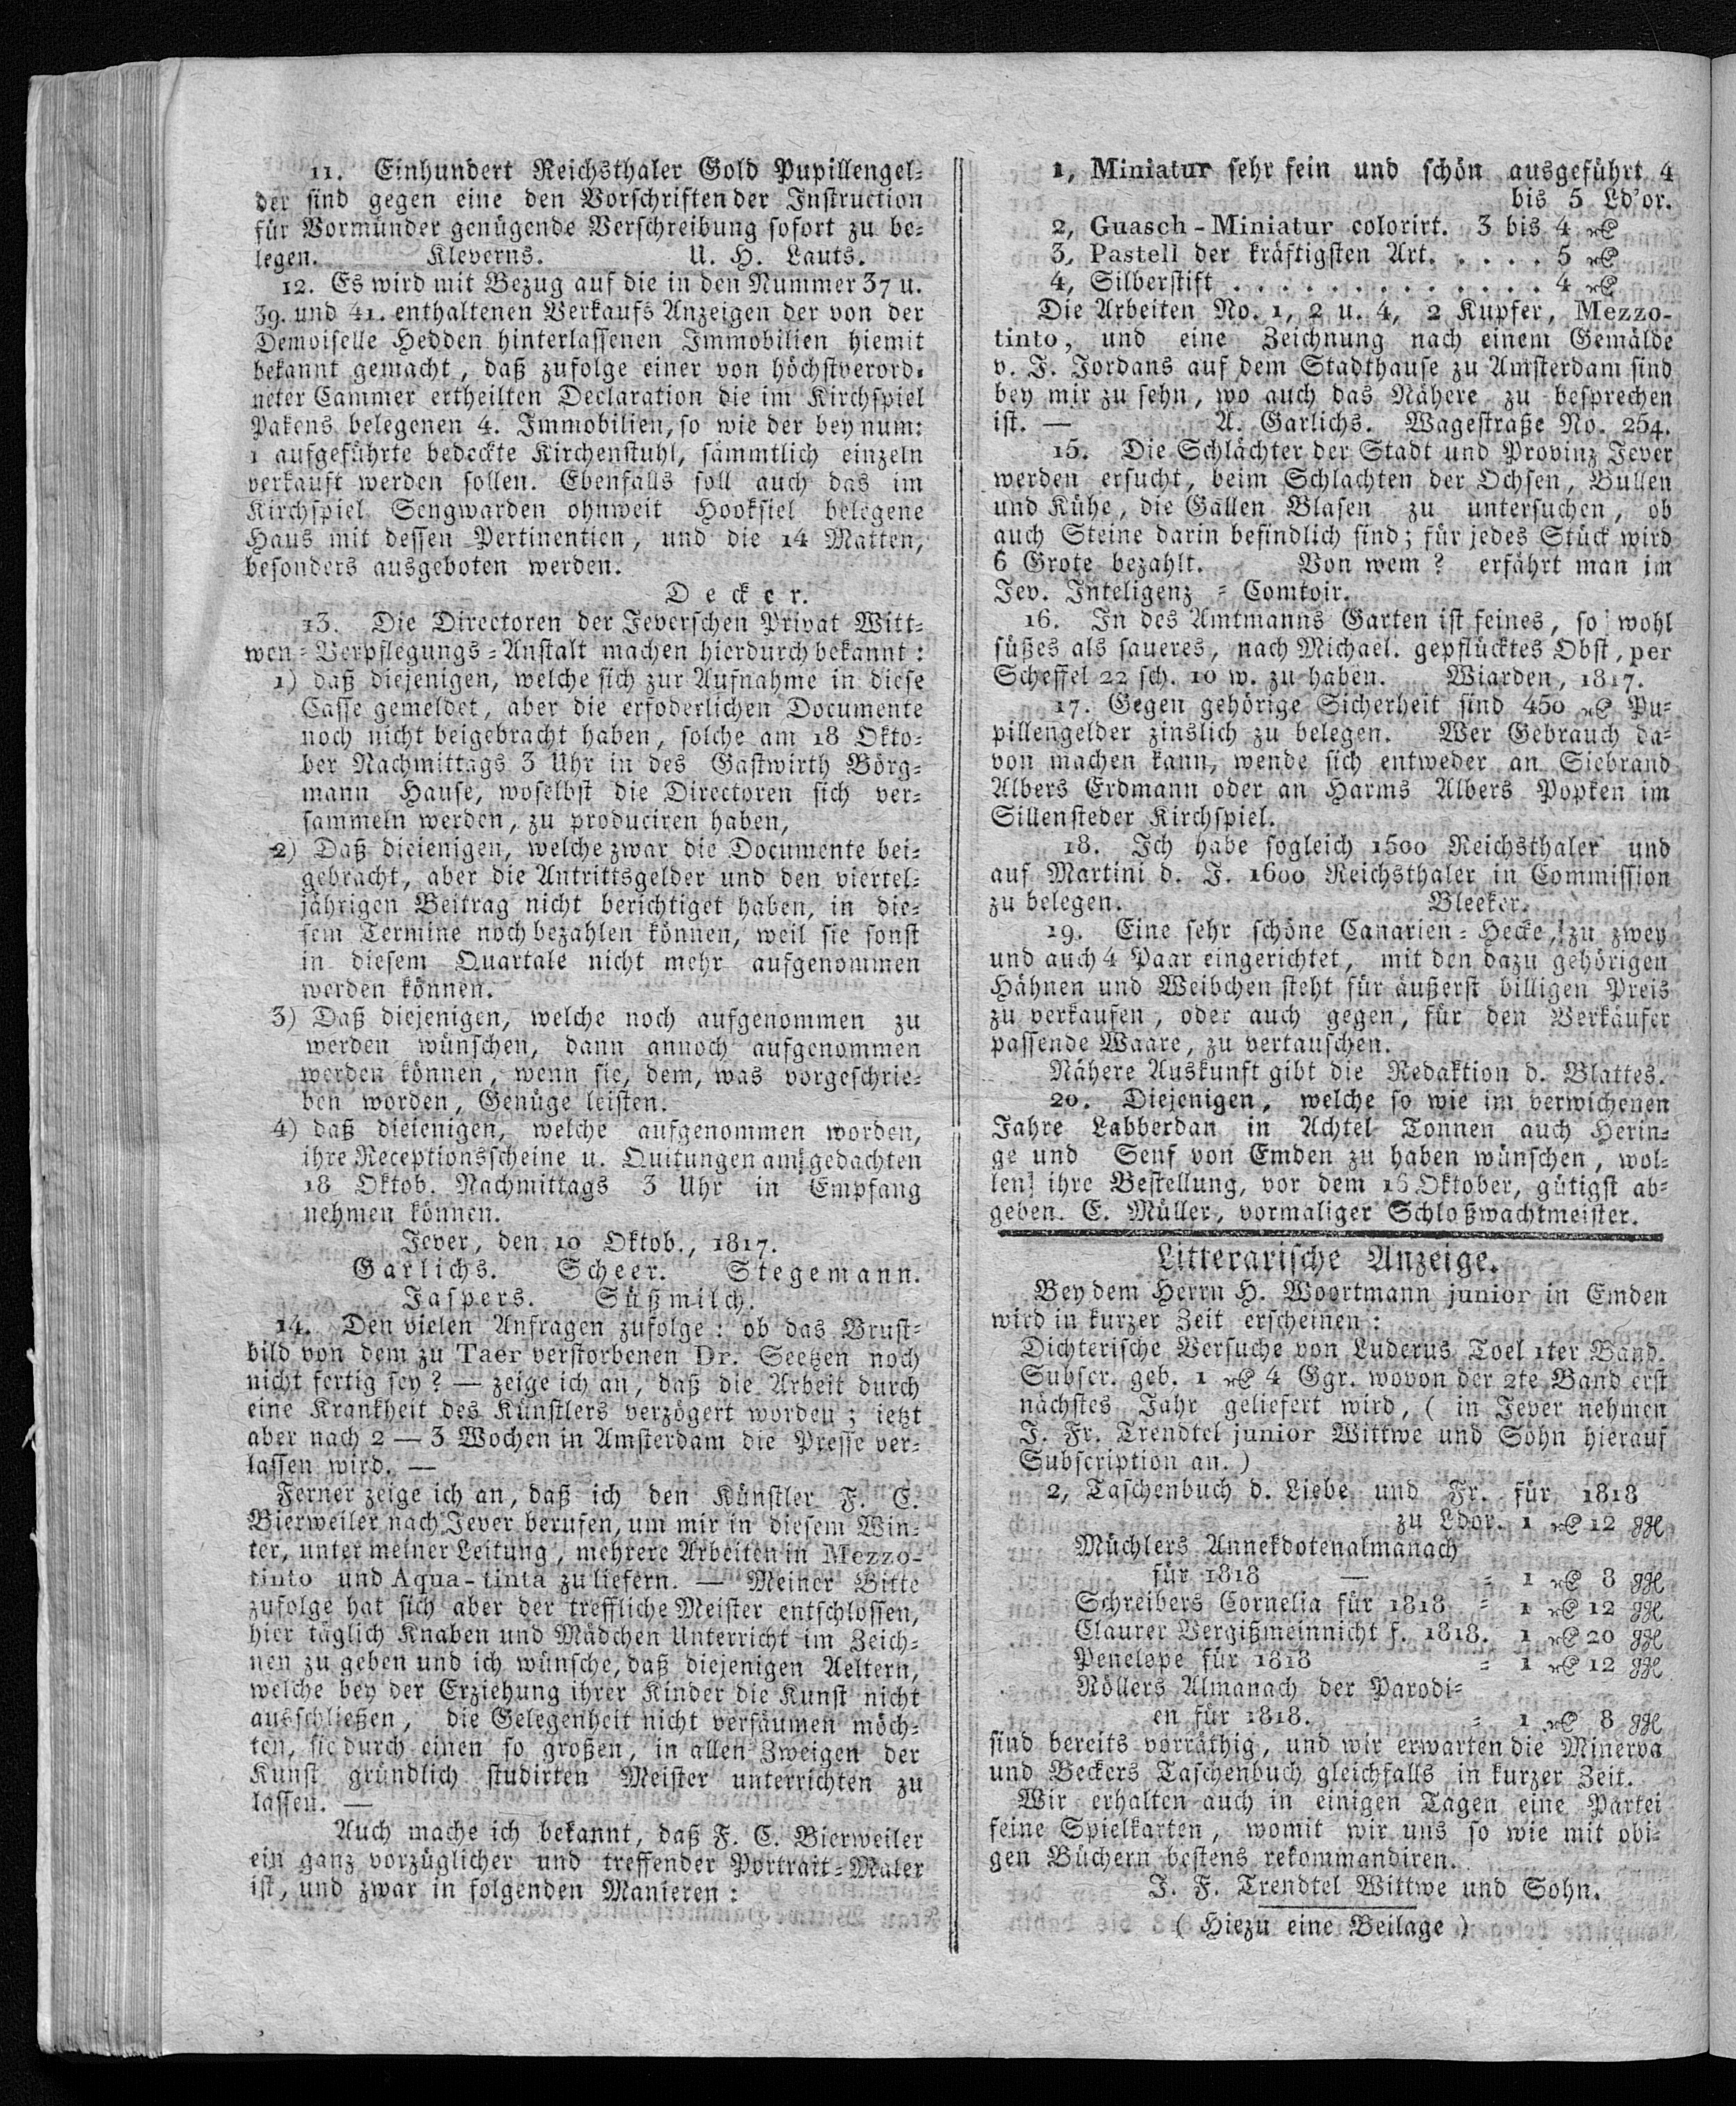 11. Einhundert Reichsthaler Gold Pupillengel-
der sind gegen eine den Vorschriften der Instruction
für Vormünder genügende Verschreibung sofort zu be-
legen. Kleverns. U. H. Lauts.
12. Es wird mit Bezug auf die in den Nummer 37 u.
39. und 41. enthaltenen Verkaufs Anzeigen der von der
Demoiselle Hedden hinterlassenen Immobilien hiemit
bekannt gemacht, daß zufolge einer von höchstverord-
neter Cammer ertheilten Declaration die im Kirchspiel
Pakens belegenen 4. Immobilien, so wie der bey num:
1 aufgeführte bedeckte Kirchenstuhl, sämmtlich einzeln
verkauft werden sollen. Ebenfalls soll auch das im
Kirchspiel Sengwarden ohnweit Hooksiel belegene
Haus mit dessen Pertinentien, und die 14 Matten,
besonders ausgeboten werden.
Decker.
13. Die Directoren der Jeverschen Privat Witt-
wen-Verpflegungs-Anstalt machen hierdurch bekannt:
1) daß diejenigen, welche sich zur Aufnahme in diese
Casse gemeldet, aber die erfoderlichen Documente
noch nicht beigebracht haben, solche am 18 Okto-
ber Nachmittags 3 Uhr in des Gastwirth Börg-
mann Hause, woselbst die Directoren sich ver-
sammeln werden, zu produciren haben,
2) Daß dieienigen, welche zwar die Documente bei-
gebracht, aber die Antrittsgelder und den viertel-
jährigen Beitrag nicht berichtiget haben, in die-
sem Termine noch bezahlen können, weil sie sonst
in diesem Quartale nicht mehr aufgenommen
werden können.
3) Daß diejenigen, welche noch aufgenommen zu
werden wünschen, dann annoch aufgenommen
werden können, wenn sie, dem, was vorgeschrie-
ben worden, Genüge leisten.
4) daß dieienigen, welche aufgenommen worden,
ihre Receptionsscheine u. Quitungen am gedachten
18 Oktob. Nachmittags 3 Uhr in Empfang
nehmen können.
Jever, den 10 Oktob., 1817.
Garlichs. Scheer. Stegemann.
Jaspers. Süßmilch.
14. Den vielen Anfragen zufolge: ob das Brust-
bild von dem zu Taer verstorbenen Dr. Seetzen noch
nicht fertig sey? — zeige ich an, daß die Arbeit durch
eine Krankheit des Künstlers verzögert worden; ietzt
aber nach 2 — 3 Wochen in Amsterdam die Presse ver-
lassen wird. —
Ferner zeige ich an, daß ich den Künstler F. C.
Bierweiler nach Jever berufen, um mir in diesem Win-
ter, unter meiner Leitung, mehrere Arbeiten in Mezzo-
tinto und Aqua-tinta zu liefern. — Meiner Bitte
zufolge hat sich aber der treffliche Meister entschlossen,
hier täglich Knaben und Mädchen Unterricht im Zeich-
nen zu geben und ich wünsche, daß diejenigen Aeltern,
welche bey der Erziehung ihrer Kinder die Kunst nicht
ausschließen, die Gelegenheit nicht versäumen möch-
ten, sie durch einen so großen, in allen Zweigen der
Kunst gründlich studirten Meister unterrichten zu
lassen. —
Auch mache ich bekannt, daß F. C. Bierweiler
ein ganz vorzüglicher und treffender Portrait-Maler
ist, und zwar in folgenden Manieren:
1, Miniatur sehr fein und schön ausgeführt 4
bis 5 Ld'or.
2, Guasch-Miniatur colorirt. 3 bis 4 rℓ
3, Pastell der kräftigsten Art. . . . . 5 rℓ
4, Silberstift . . . . . . . . . . . . . 4 rℓ
Die Arbeiten No. 1, 2 u. 4, 2 Kupfer, Mezzo-
tinto, und eine Zeichnung nach einem Gemälde
v. J. Jordans auf dem Stadthause zu Amsterdam sind
bey mir zu sehn, wo auch das Nähere zu besprechen
ist. — A. Garlichs. Wagestraße No. 254.
15. Die Schlächter der Stadt und Provinz Jever
werden ersucht, beim Schlachten der Ochsen, Bullen
und Kühe, die Gallen Blasen zu untersuchen, ob
auch Steine darin befindlich sind; für jedes Stück wird
6 Grote bezahlt. Von wem? erfährt man im
Jev. Inteligenz-Comtoir.
16. In des Amtmanns Garten ist feines, so wohl
süßes als saueres, nach Michael. gepflücktes Obst, per
Scheffel 22 sch. 10 w. zu haben. Wiarden, 1817.
17. Gegen gehörige Sicherheit sind 450 rℓ Pu-
pillengelder zinslich zu belegen. Wer Gebrauch da-
von machen kann, wende sich entweder an Siebrand
Albers Erdmann oder an Harms Albers Popken im
Sillensteder Kirchspiel.
18. Ich habe sogleich 1500 Reichsthaler und
auf Martini d. J. 1600 Reichsthaler in Commission
zu belegen. Bleeker.
19. Eine sehr schöne Canarien-Hecke, zu zwey
und auch 4 Paar eingerichtet, mit den dazu gehörigen
Hähnen und Weibchen steht für äußerst billigen Preis
zu verkaufen, oder auch gegen, für den Verkäufer
passende Waare, zu vertauschen.
Nähere Auskunft gibt die Redaktion d. Blattes.
20. Diejenigen, welche so wie im verwichenen
Jahre Labberdan in Achtel Tonnen auch Herin-
ge und Senf von Emden zu haben wünschen, wol-
len ihre Bestellung, vor dem 16 Oktober, gütigst ab-
geben. C. Müller, vormaliger Schloßwachtmeister.
Litterarische Anzeige.
Bey dem Herrn H. Woortmann junior in Emden
wird in kurzer Zeit erscheinen:
Dichterische Versuche von Luderus Toel 1ter Band.
Subscr. geb. 1 rℓ 4 Ggr. wovon der 2te Band erst
nächstes Jahr geliefert wird, (in Jever nehmen
J. Fr. Trendtel junior Wittwe und Sohn hierauf
Subscription an.)
2, Taschenbuch d. Liebe und Fr. für 1818
zu Ldor. 1 rℓ 12 ggl
Müchlers Annekdotenalmanach
für 1818 — = 1 rℓ 8 ggl
Schreibers Cornelia für 1818 = 1 rℓ 12 ggl
Claurer Vergißmeinnicht f. 1818. 1 rℓ 20 ggl
Penelope für 1818 = 1 rℓ 12 ggl
Nöllers Almanach der Parodi-
en für 1818. = 1 rℓ 8 ggl
sind bereits vorräthig, und wir erwarten die Minerva
und Beckers Taschenbuch gleichfalls in kurzer Zeit.
Wir erhalten auch in einigen Tagen eine Partei
feine Spielkarten, womit wir uns so wie mit obi-
gen Büchern bestens rekommandiren.
J. F. Trendtel Wittwe und Sohn.
(Hiezu eine Beilage)